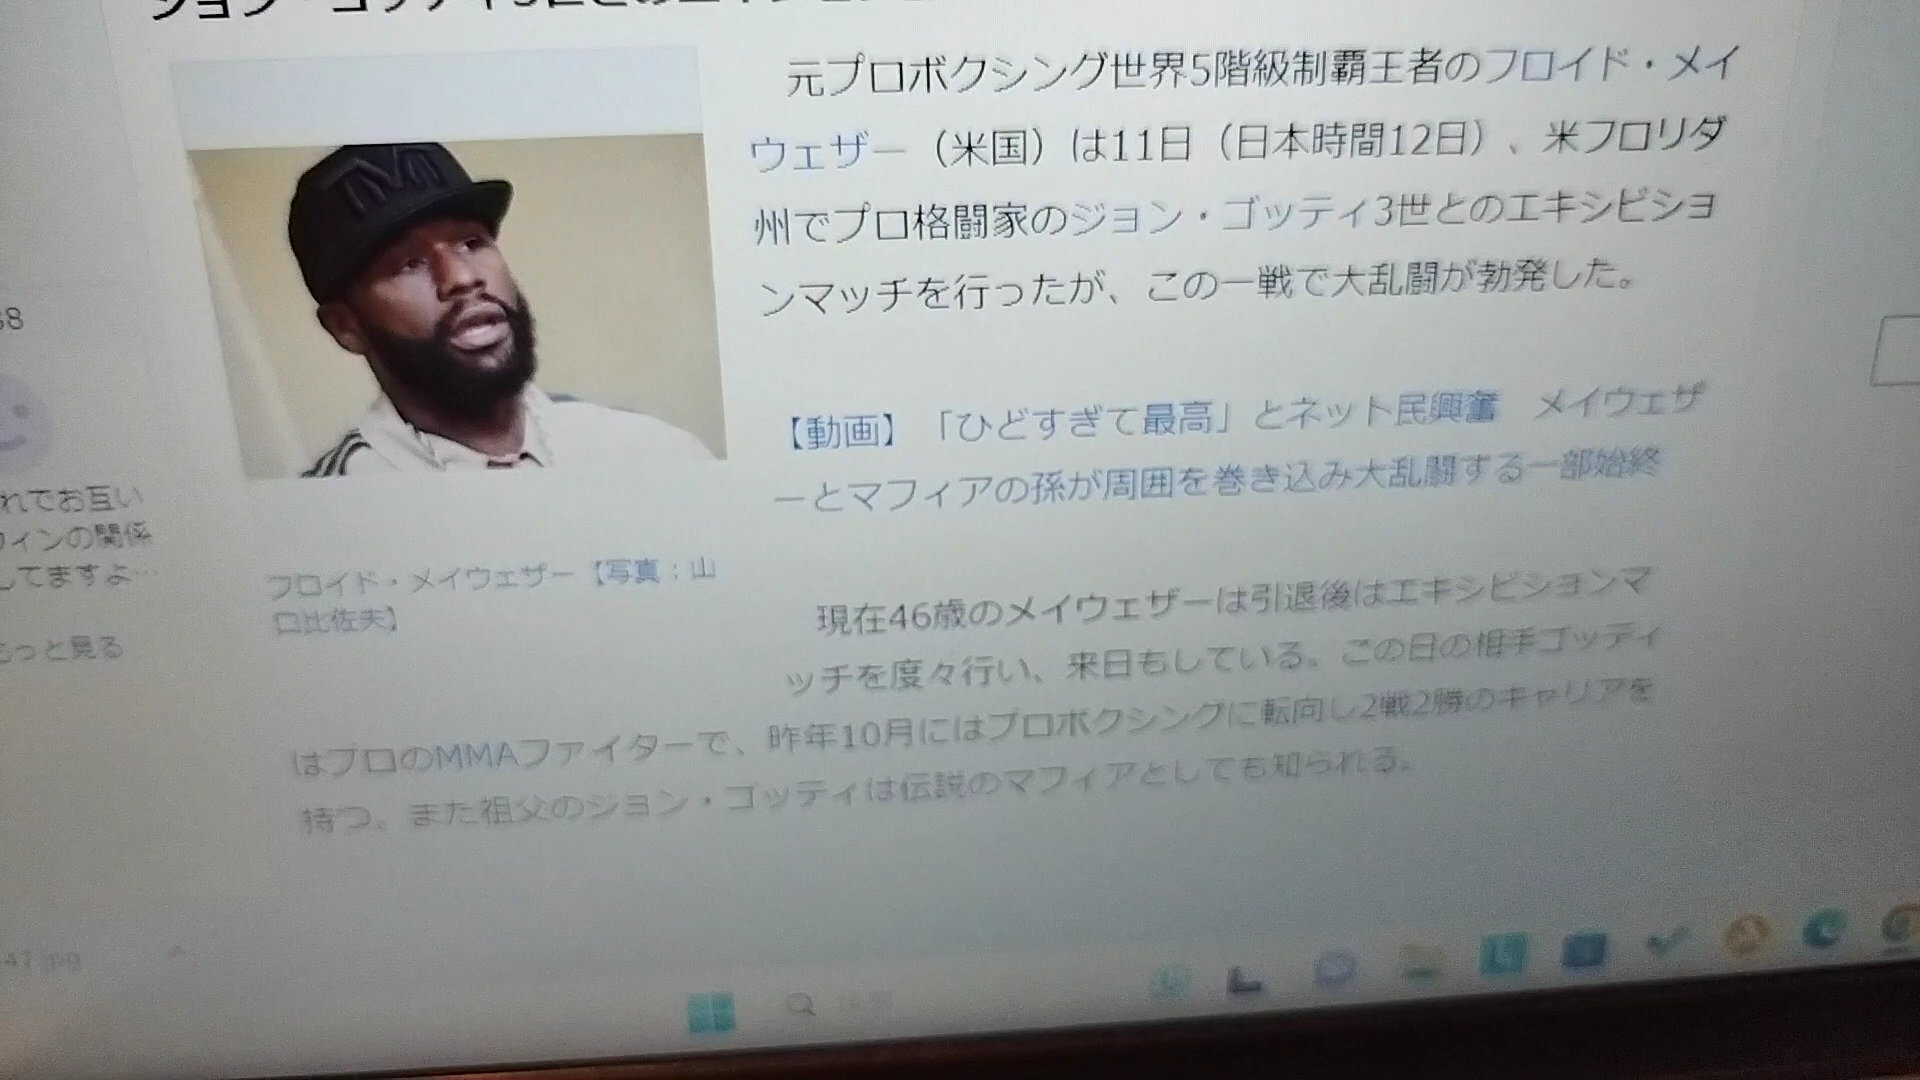 元プロボクシング世界5階級制覇王者のフロイド・メイ
ウェザー（米国）は11日（日本時間12日）、米フロリダ
州でプロ格闘家のジョン・ゴッティ3世とのエキシビショ
ンマッチを行ったが、この一戦で大乱闘が勃発した。
【動画】「ひどすぎて最高」とネット民興奮　メイウェザ
ーとマフィアの孫が周囲を巻き込み大乱闘する一部始終
フロイド・メイウェザー【写真：山
口比佐夫】
現在46歳のメイウェザーは引退後はエキシビションマ
ッチを度々行い、来日もしている。この日の相手ゴッティ
はプロのMMAファイターで、昨年10月にはプロボクシングに転向し2戦2勝のキャリアを
持つ。また祖父のジョン・ゴッティは伝説のマフィアとしても知られる。
れてお互い
インの関係
してますよ…
もっと見る